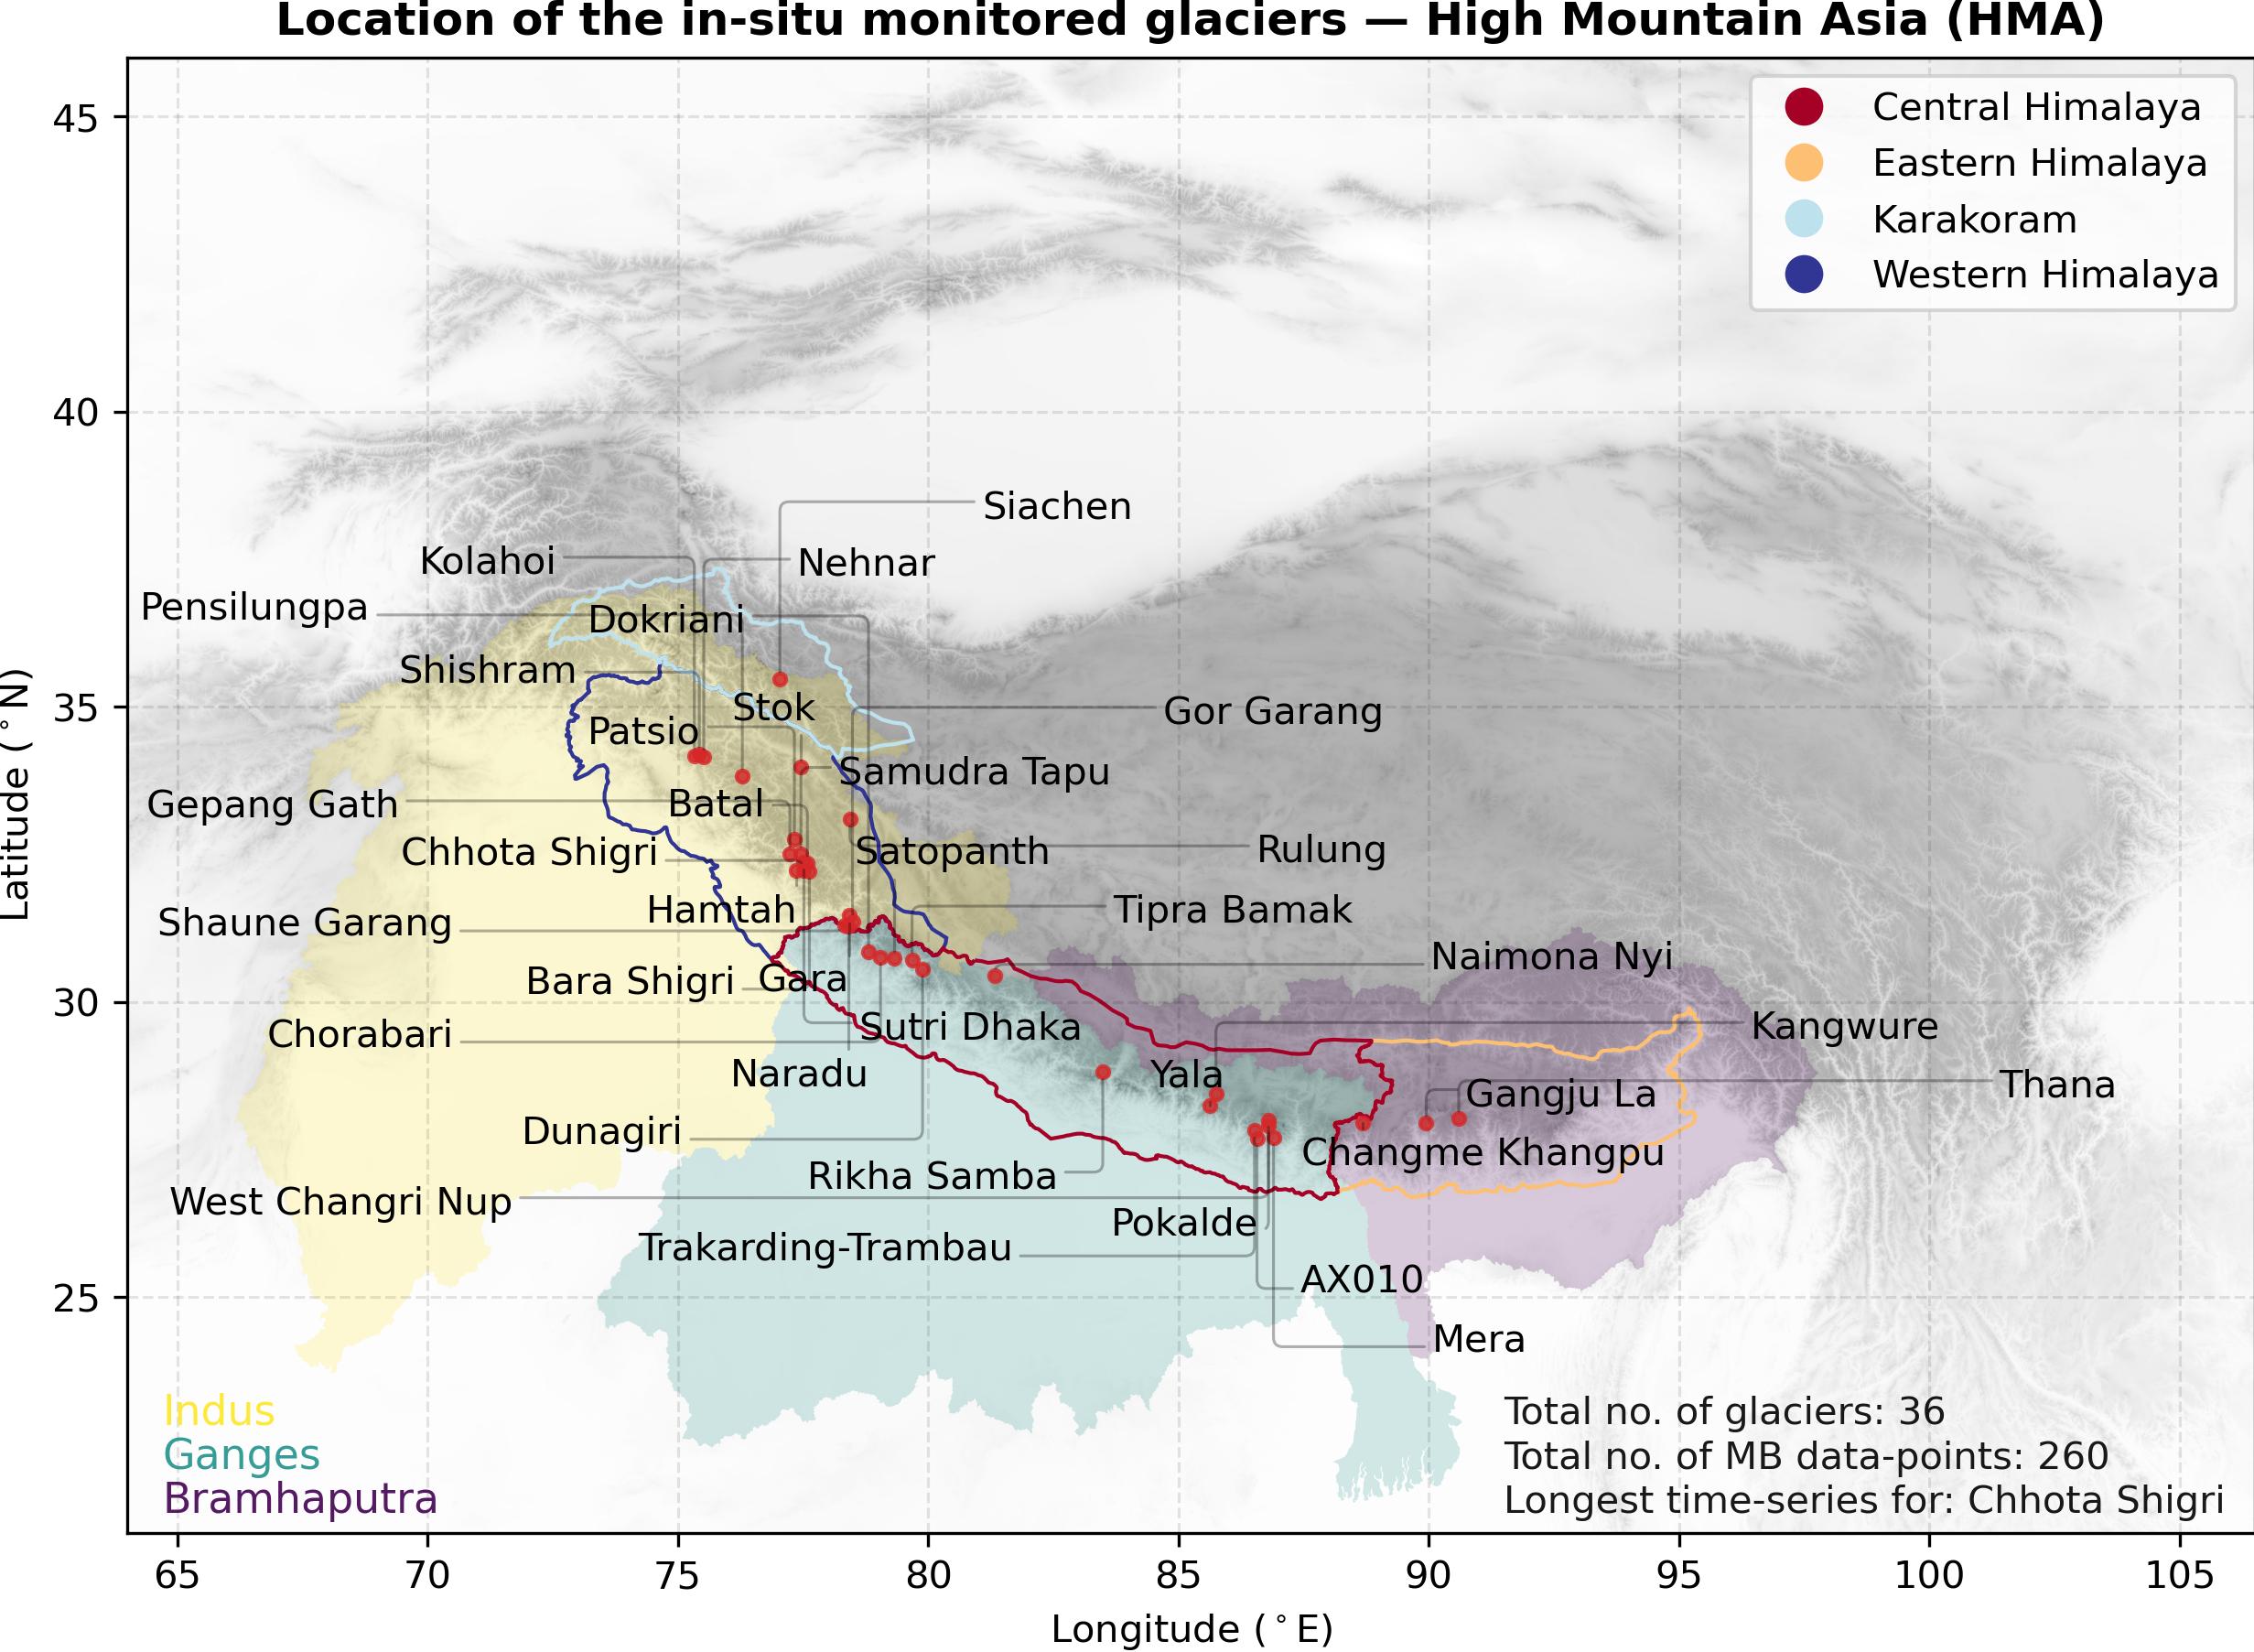 Location of the in-situ monitored glaciers — High Mountain Asia (HMA)
Central Himalaya
Eastern Himalaya
Karakoram
Western Himalaya
45
40
35
30
25
Latitude (°N)
Siachen
Kolahoi
Nehnar
Pensilungpa
Dokriani
Shishram
Stok
Patsio
Gor Garang
Samudra Tapu
Gepang Gath
Batal
Chhota Shigri
Satopanth
Rulung
Hamtah
Tipra Bamak
Shaune Garang
Naimona Nyi
Bara Shigri
Gara
Chorabari
Sutri Dhaka
Kangwure
Naradu
Yala
Gangju La
Thana
Dunagiri
Changme Khangpu
Rikha Samba
West Changri Nup
Pokalde
Trakarding-Trambau
AX010
Mera
Indus
Ganges
Bramhaputra
Total no. of glaciers: 36
Total no. of MB data-points: 260
Longest time-series for: Chhota Shigri
65 70 75 80 85 90 95 100 105
Longitude (°E)